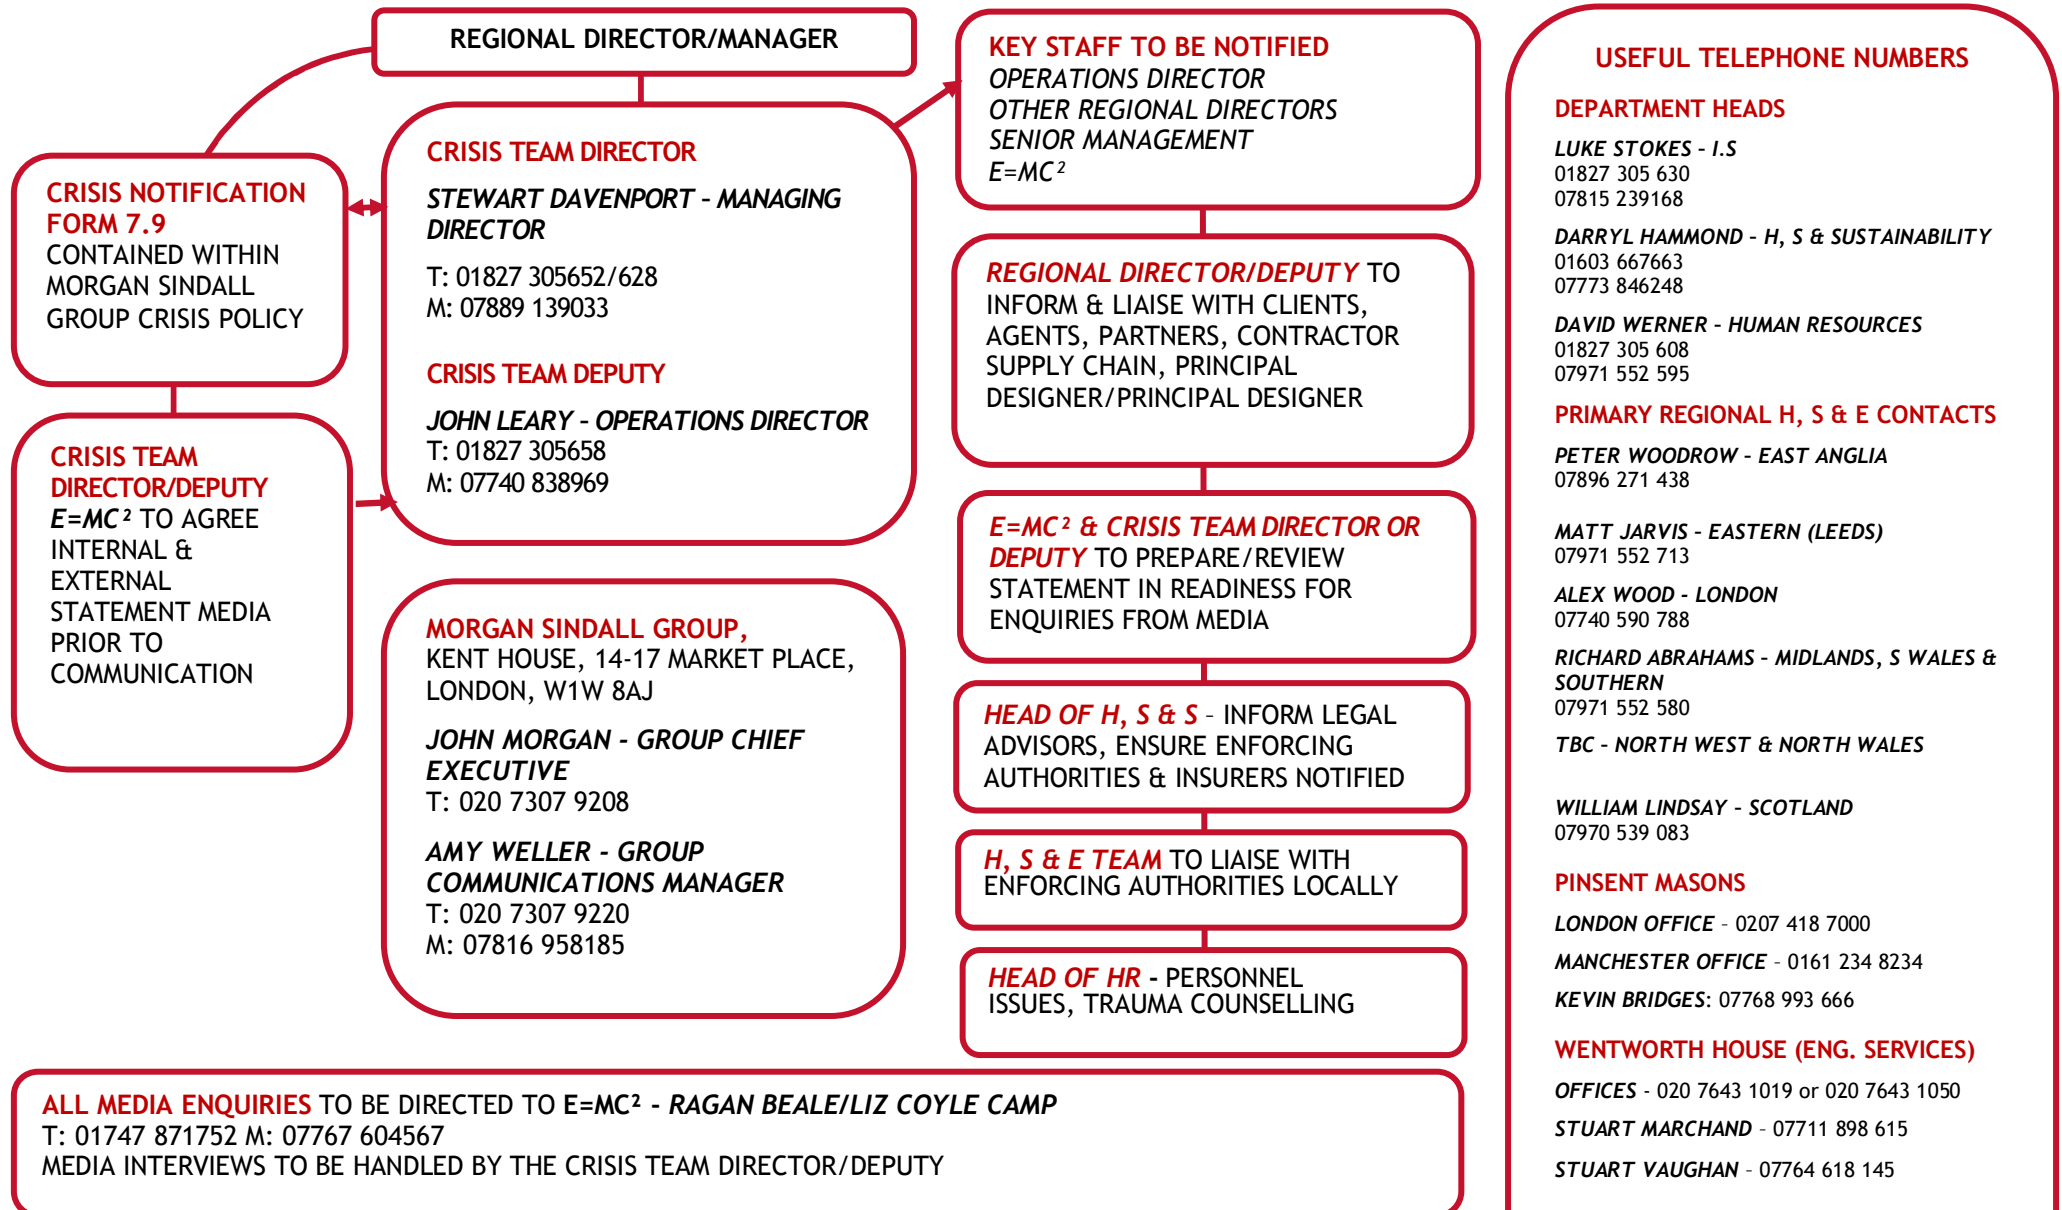 REGIONAL DIRECTOR/MANAGER
CRISIS NOTIFICATION
FORM 7.9
CONTAINED WITHIN
MORGAN SINDALL
GROUP CRISIS POLICY
CRISIS TEAM
DIRECTOR/DEPUTY
E=MC² TO AGREE
INTERNAL &
EXTERNAL
STATEMENT MEDIA
PRIOR TO
COMMUNICATION
CRISIS TEAM DIRECTOR
STEWART DAVENPORT – MANAGING
DIRECTOR
T: 01827 305652/628
M: 07889 139033
CRISIS TEAM DEPUTY
JOHN LEARY – OPERATIONS DIRECTOR
T: 01827 305658
M: 07740 838969
MORGAN SINDALL GROUP,
KENT HOUSE, 14-17 MARKET PLACE,
LONDON, W1W 8AJ
JOHN MORGAN - GROUP CHIEF
EXECUTIVE
T: 020 7307 9208
AMY WELLER - GROUP
COMMUNICATIONS MANAGER
T: 020 7307 9220
M: 07816 958185
KEY STAFF TO BE NOTIFIED
OPERATIONS DIRECTOR
OTHER REGIONAL DIRECTORS
SENIOR MANAGEMENT
E=MC²
REGIONAL DIRECTOR/DEPUTY TO
INFORM & LIAISE WITH CLIENTS,
AGENTS, PARTNERS, CONTRACTOR
SUPPLY CHAIN, PRINCIPAL
DESIGNER/PRINCIPAL DESIGNER
E=MC² & CRISIS TEAM DIRECTOR OR
DEPUTY TO PREPARE/REVIEW
STATEMENT IN READINESS FOR
ENQUIRIES FROM MEDIA
HEAD OF H, S & S – INFORM LEGAL
ADVISORS, ENSURE ENFORCING
AUTHORITIES & INSURERS NOTIFIED
H, S & E TEAM TO LIAISE WITH
ENFORCING AUTHORITIES LOCALLY
HEAD OF HR - PERSONNEL
ISSUES, TRAUMA COUNSELLING
ALL MEDIA ENQUIRIES TO BE DIRECTED TO E=MC² - RAGAN BEALE/LIZ COYLE CAMP
T: 01747 871752 M: 07767 604567
MEDIA INTERVIEWS TO BE HANDLED BY THE CRISIS TEAM DIRECTOR/DEPUTY
USEFUL TELEPHONE NUMBERS
DEPARTMENT HEADS
LUKE STOKES – I.S
01827 305 630
07815 239168
DARRYL HAMMOND – H, S & SUSTAINABILITY
01603 667663
07773 846248
DAVID WERNER – HUMAN RESOURCES
01827 305 608
07971 552 595
PRIMARY REGIONAL H, S & E CONTACTS
PETER WOODROW – EAST ANGLIA
07896 271 438
MATT JARVIS – EASTERN (LEEDS)
07971 552 713
ALEX WOOD - LONDON
07740 590 788
RICHARD ABRAHAMS – MIDLANDS, S WALES &
SOUTHERN
07971 552 580
TBC – NORTH WEST & NORTH WALES
WILLIAM LINDSAY – SCOTLAND
07970 539 083
PINSENT MASONS
LONDON OFFICE – 0207 418 7000
MANCHESTER OFFICE – 0161 234 8234
KEVIN BRIDGES: 07768 993 666
WENTWORTH HOUSE (ENG. SERVICES)
OFFICES - 020 7643 1019 or 020 7643 1050
STUART MARCHAND – 07711 898 615
STUART VAUGHAN – 07764 618 145